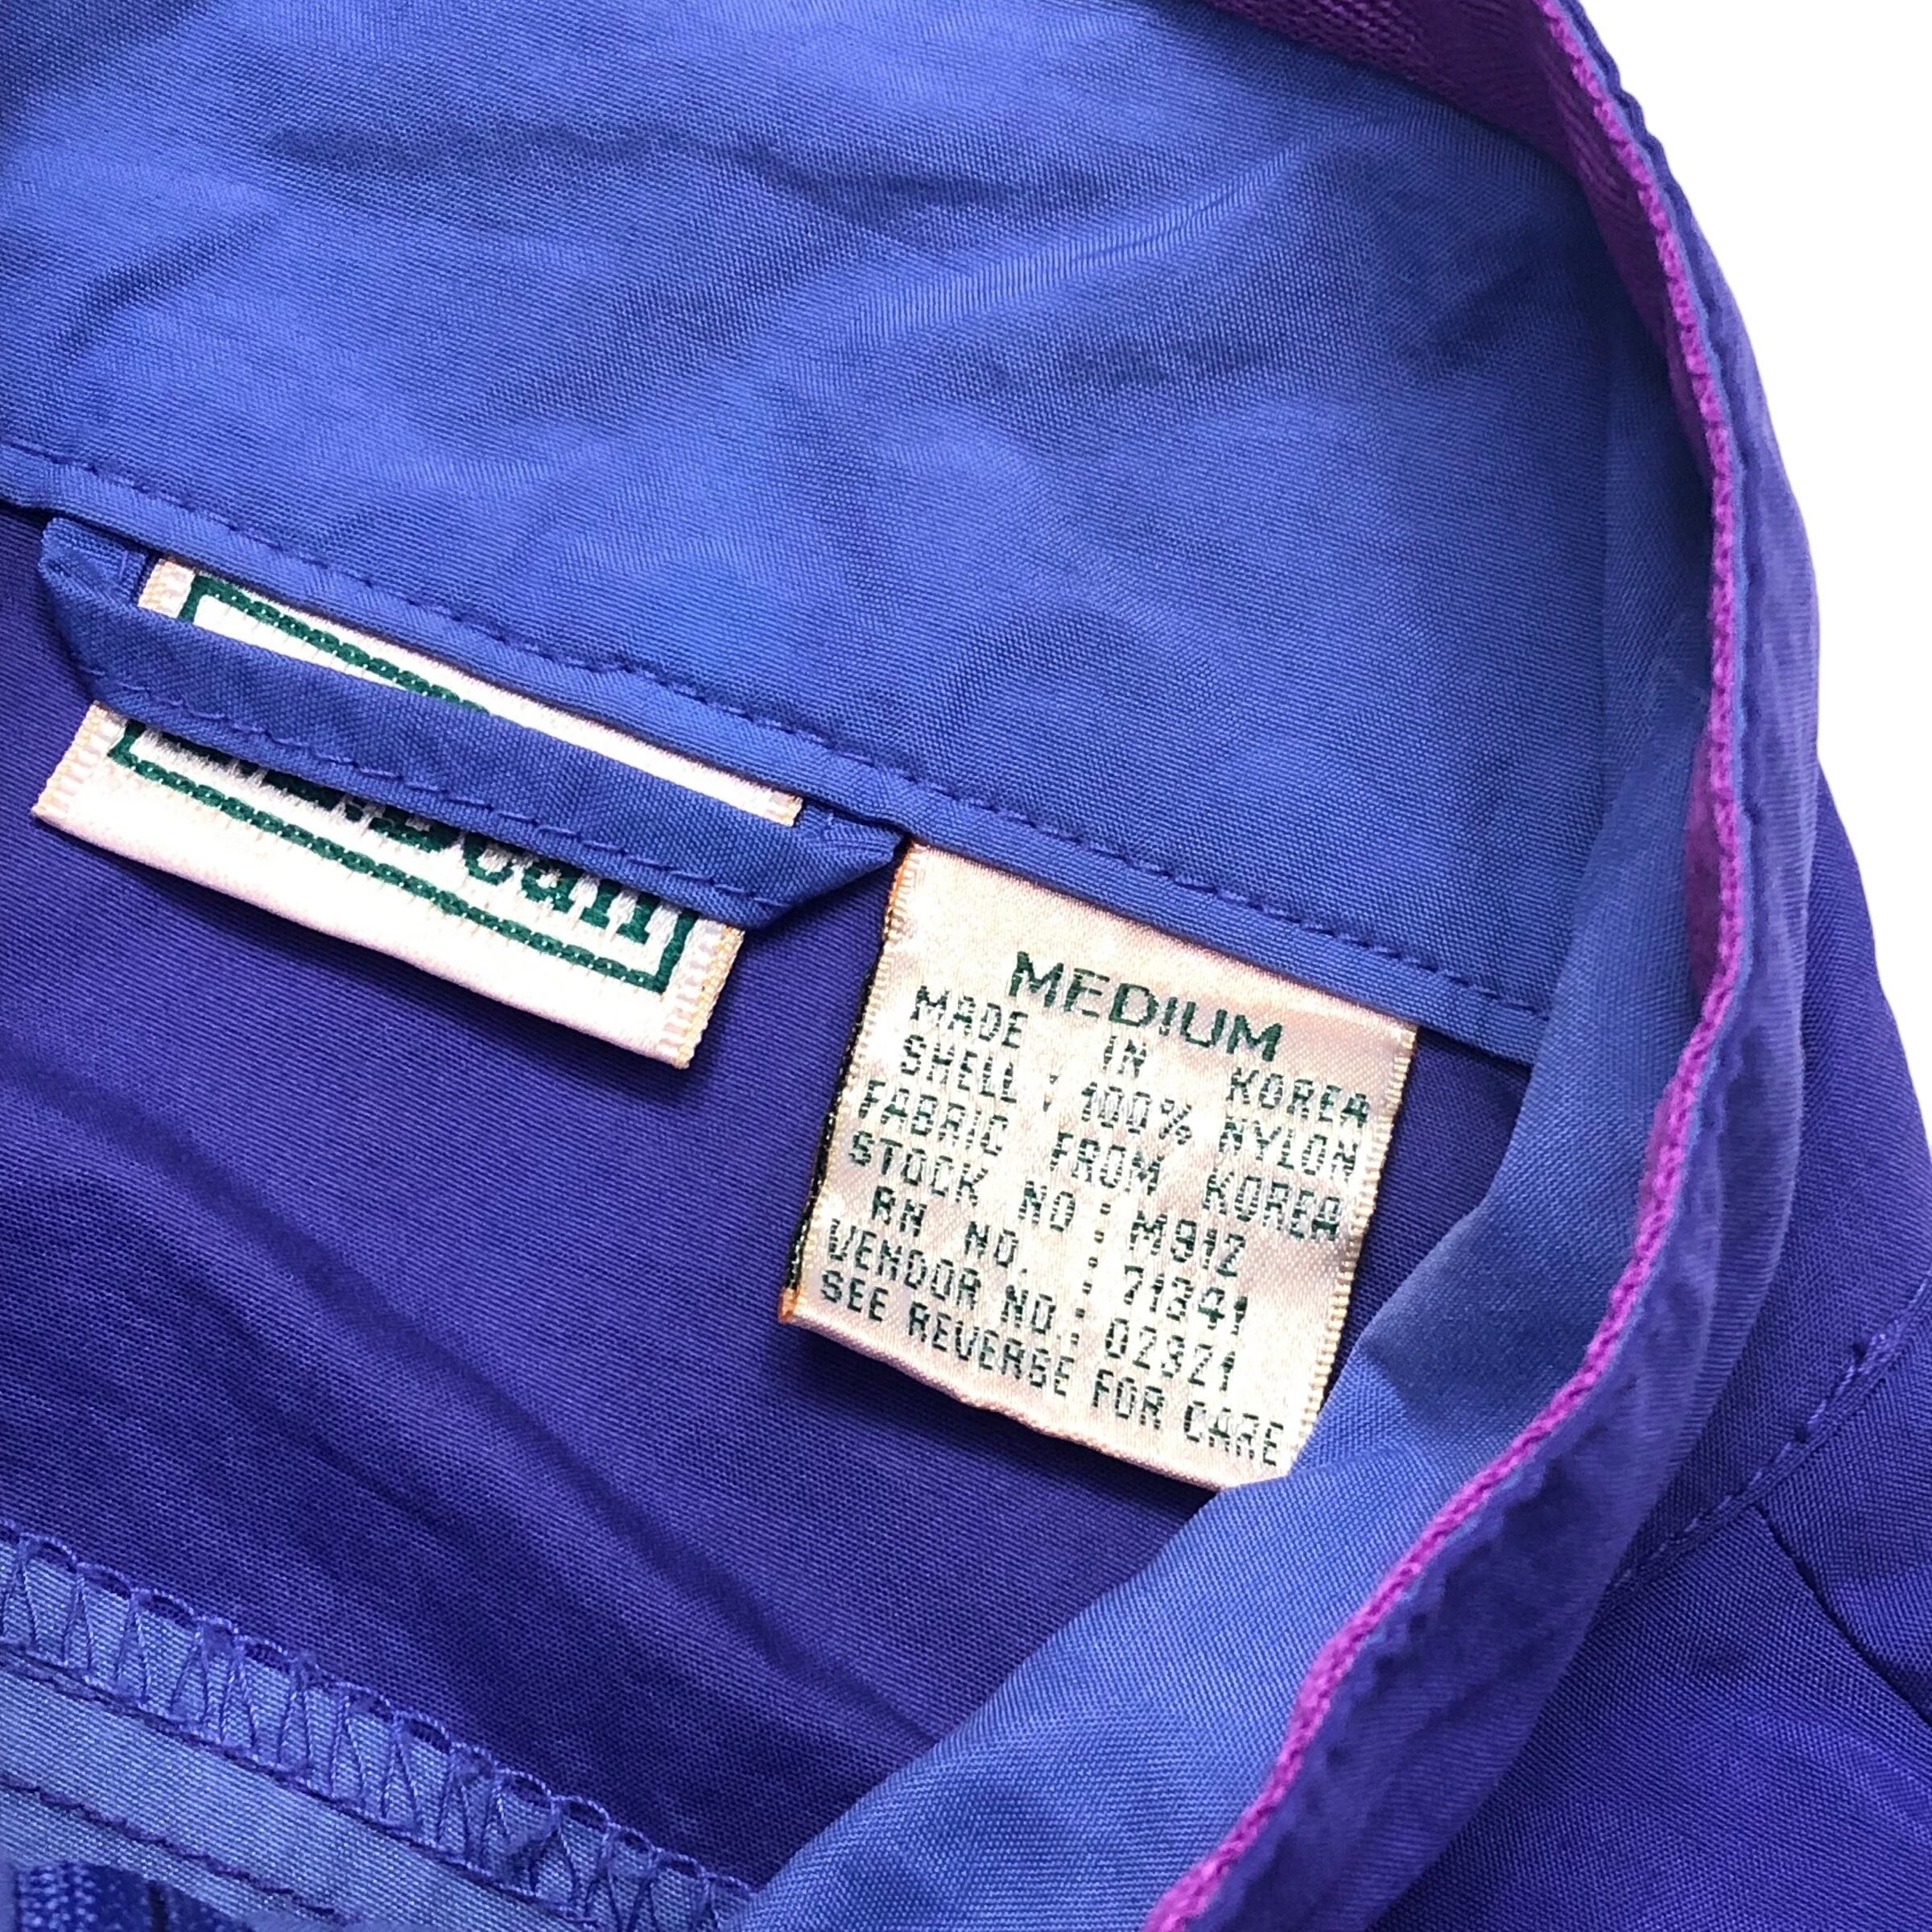 MEDIUM
MADE IN KOREA
SHELL : 100% NYLON
FABRIC FROM KOREA
STOCK NO : M912
RN NO. : 71341
VENDOR NO. : 02321
SEE REVERSE FOR CARE